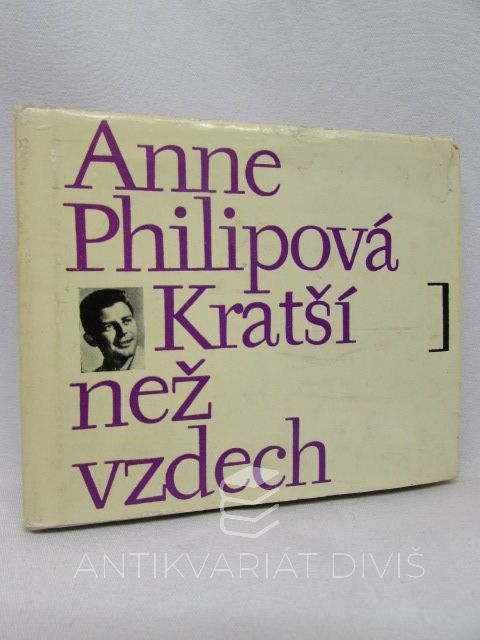 Anne
Philipová
Kratší ]
než
vzdech
ANTIKVARIÁT DIVIŠ